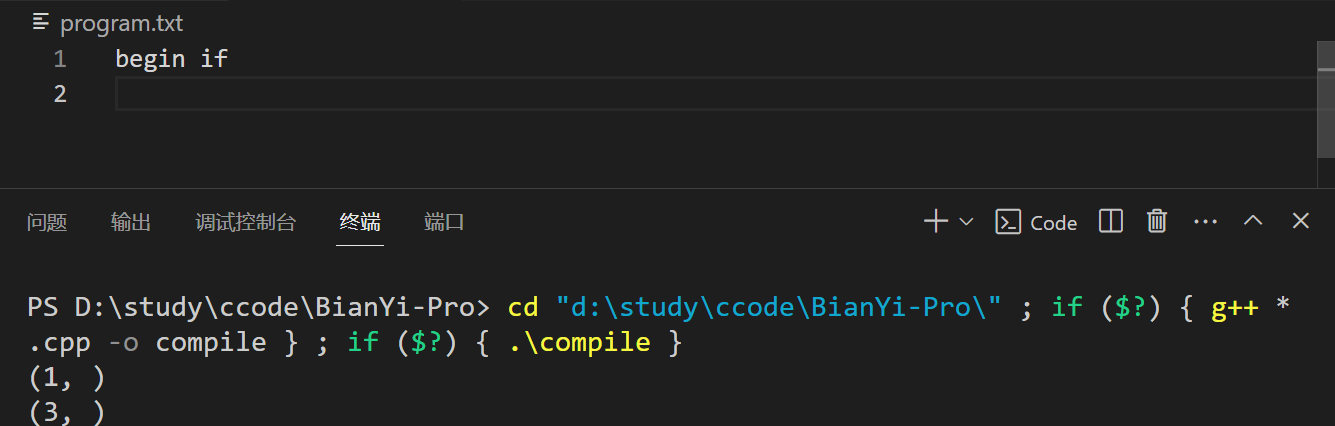 program.txt
1 begin if
2
问题 输出 调试控制台 终端 端口 Code
PS D:\study\ccode\BianYi-Pro> cd "d:\study\ccode\BianYi-Pro\" ; if ($?) { g++ *
.cpp -o compile } ; if ($?) { .\compile }
(1, )
(3, )